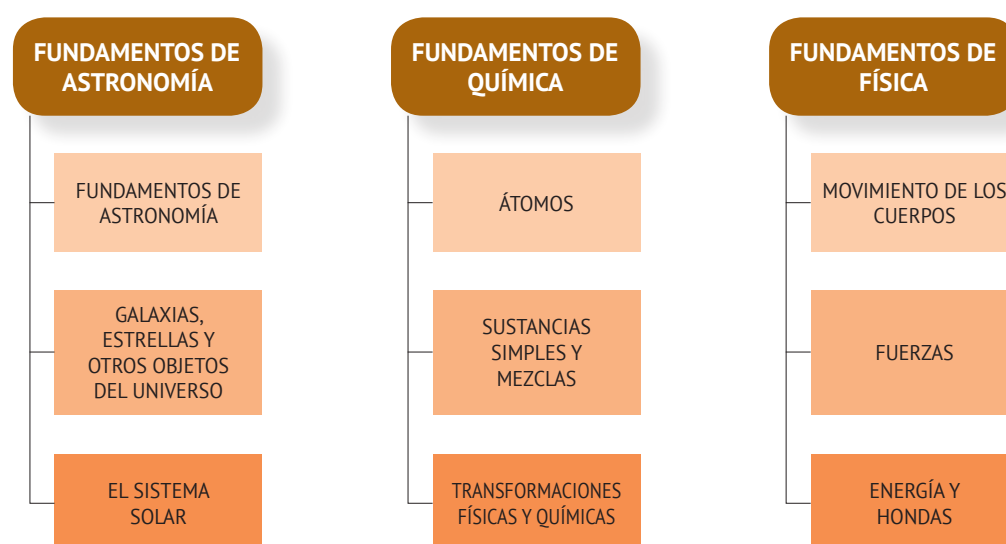 FUNDAMENTOS DE
ASTRONOMÍA
FUNDAMENTOS DE
ASTRONOMÍA
GALAXIAS,
ESTRELLAS Y
OTROS OBJETOS
DEL UNIVERSO
EL SISTEMA
SOLAR
FUNDAMENTOS DE
QUÍMICA
ÁTOMOS
SUSTANCIAS
SIMPLES Y
MEZCLAS
TRANSFORMACIONES
FÍSICAS Y QUÍMICAS
FUNDAMENTOS DE
FÍSICA
MOVIMIENTO DE LOS
CUERPOS
FUERZAS
ENERGÍA Y
HONDAS